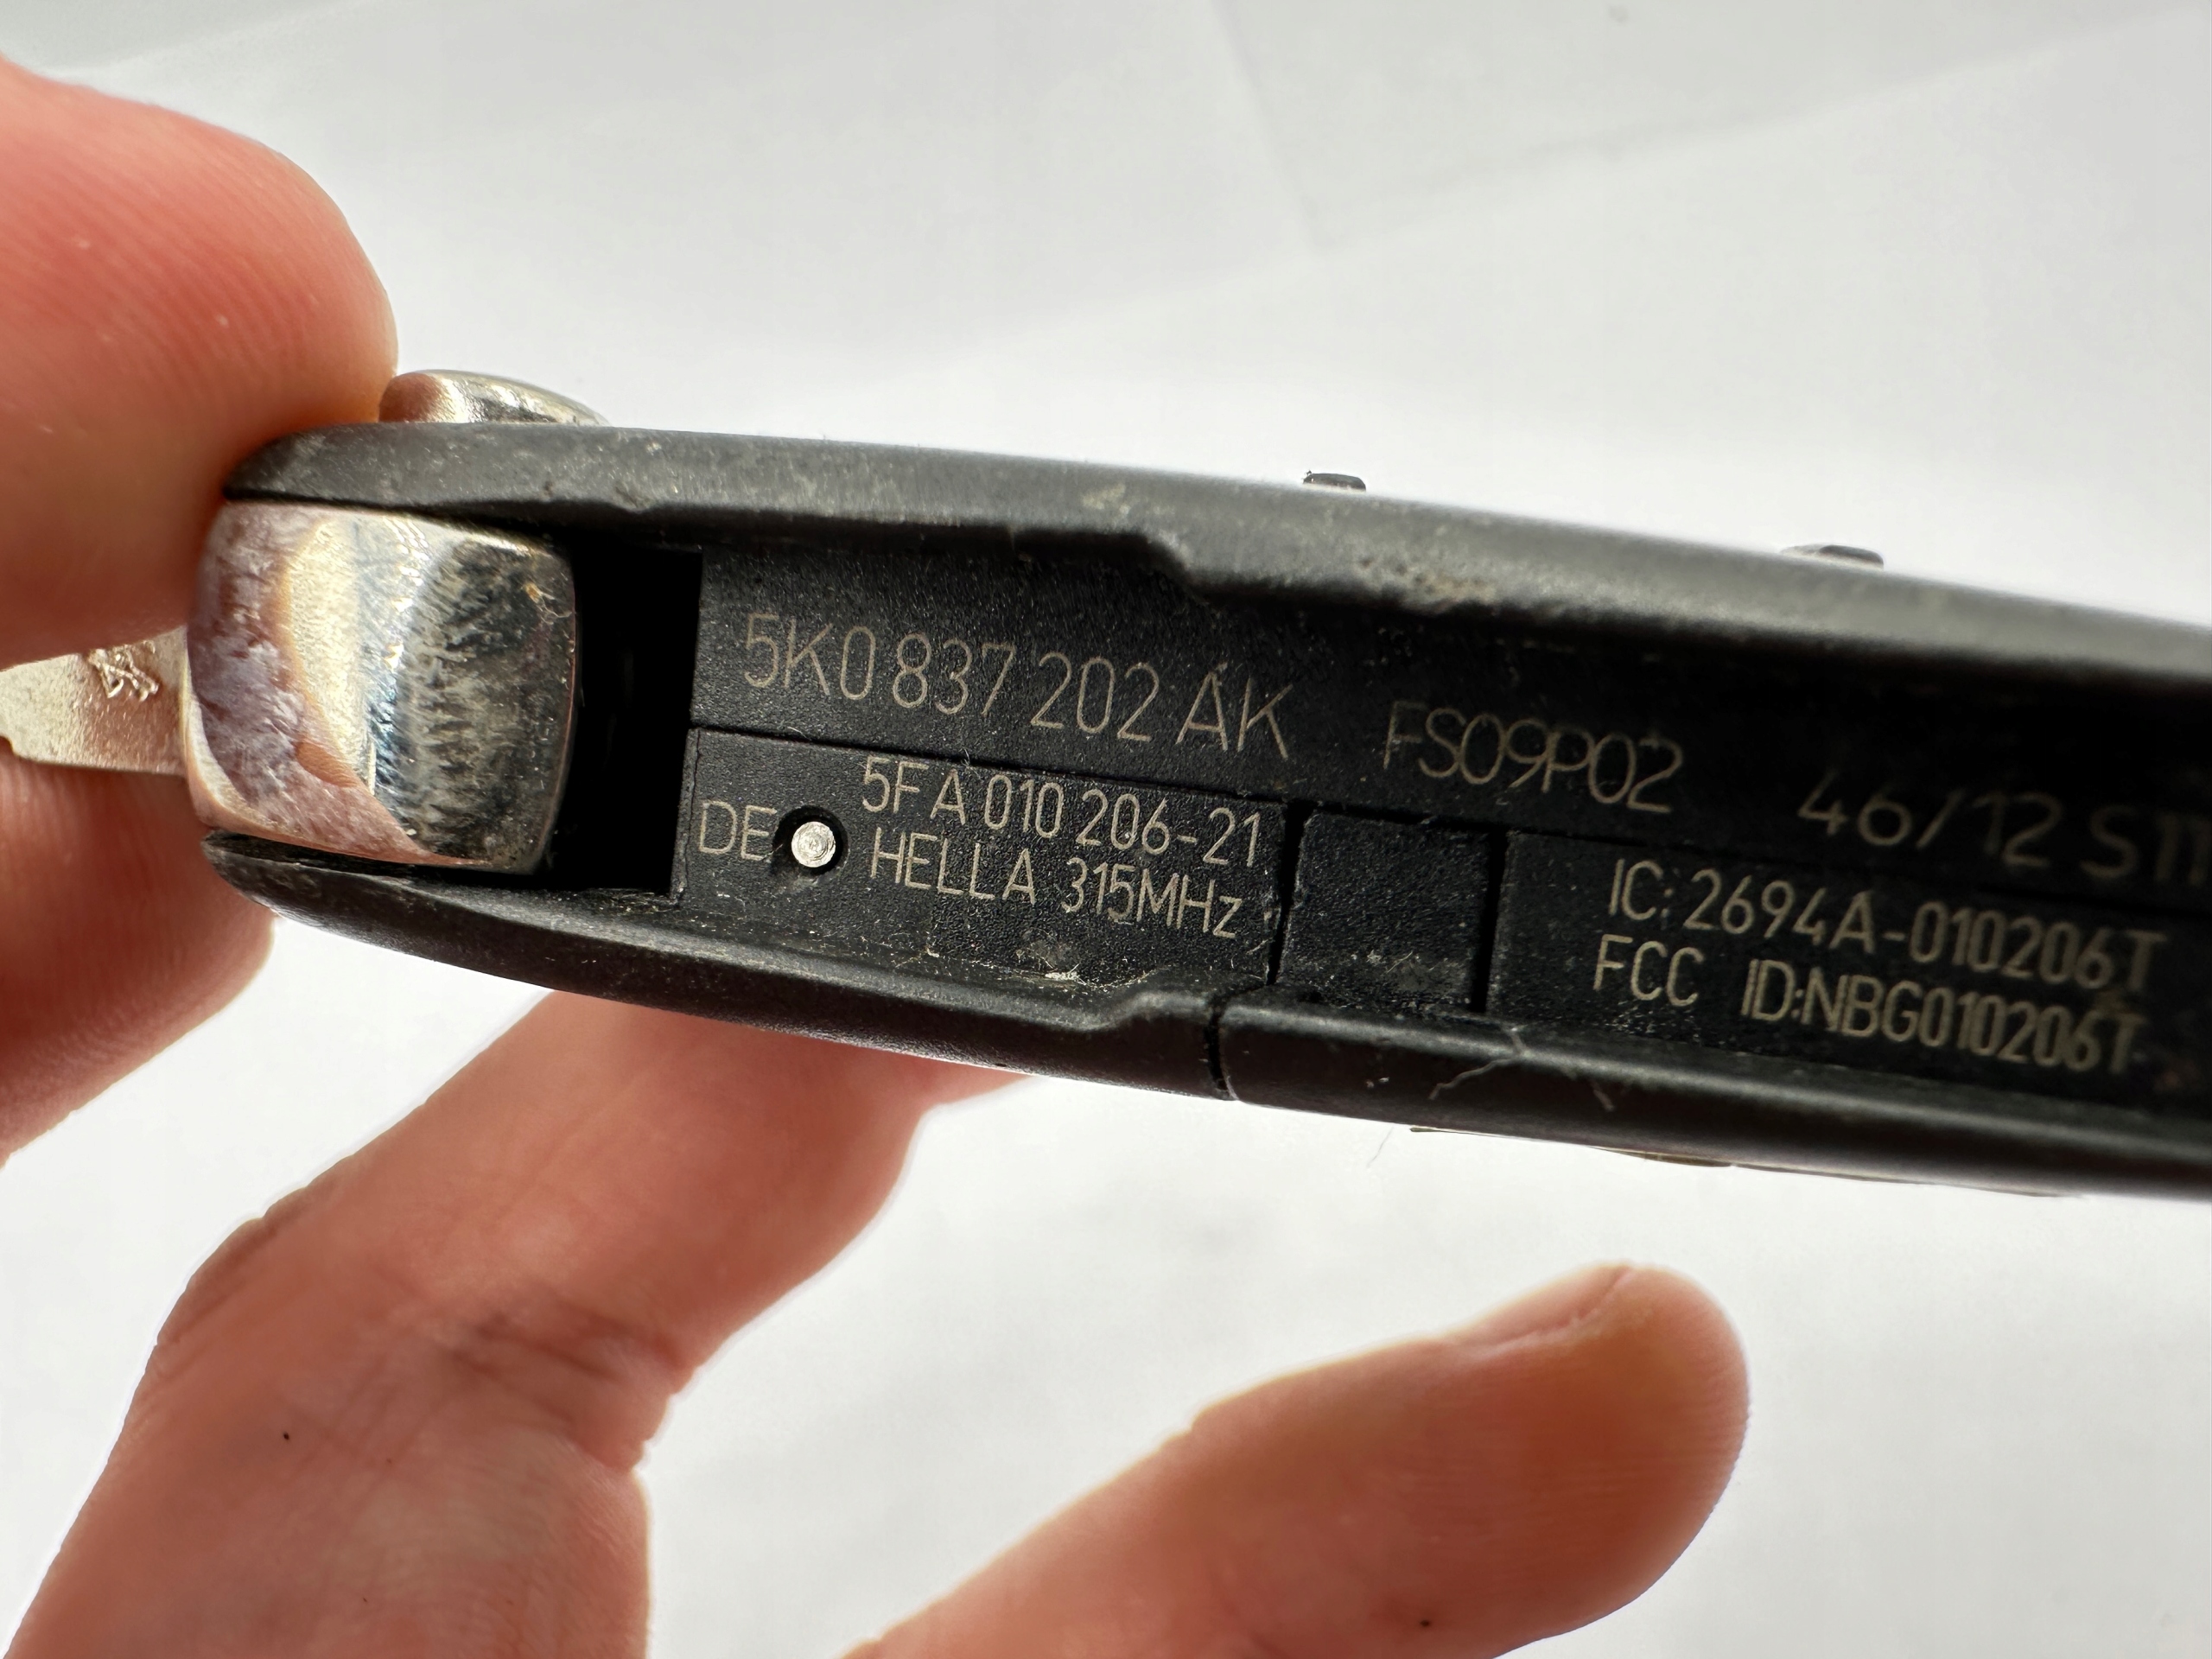 5K0 837 202 AK FS09P02 46/12 S11
DE 5FA 010 206-21
HELLA 315MHz
IC: 2694A-010206T
FCC ID:NBG010206T